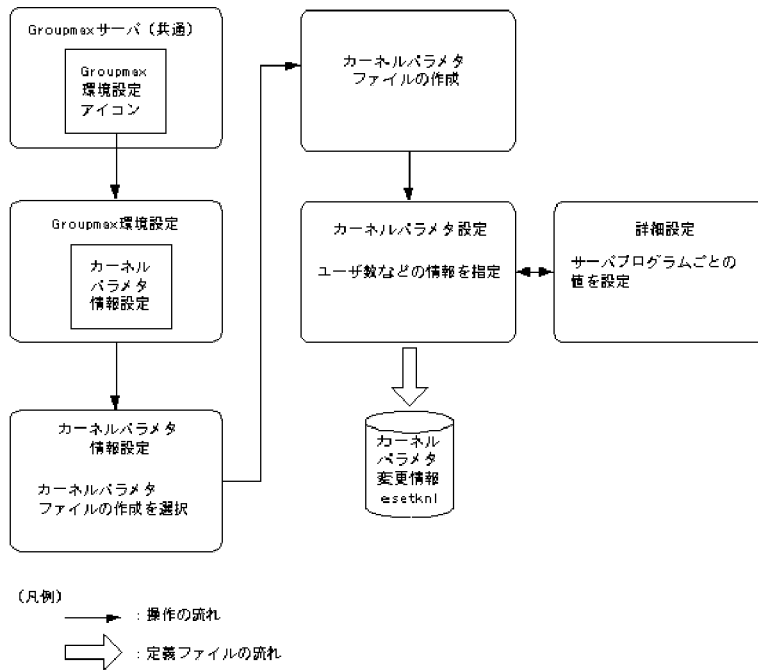 Groupmaxサーバ（共通）
Groupmax
環境設定
アイコン
Groupmax環境設定
カーネル
パラメタ
情報設定
カーネルパラメタ
情報設定
カーネルパラメタ
ファイルの作成を選択
カーネルパラメタ
ファイルの作成
カーネルパラメタ設定
ユーザ数などの情報を指定
詳細設定
サーバプログラムごとの
値を設定
カーネル
パラメタ
変更情報
esetknl
（凡例）
：操作の流れ
：定義ファイルの流れ